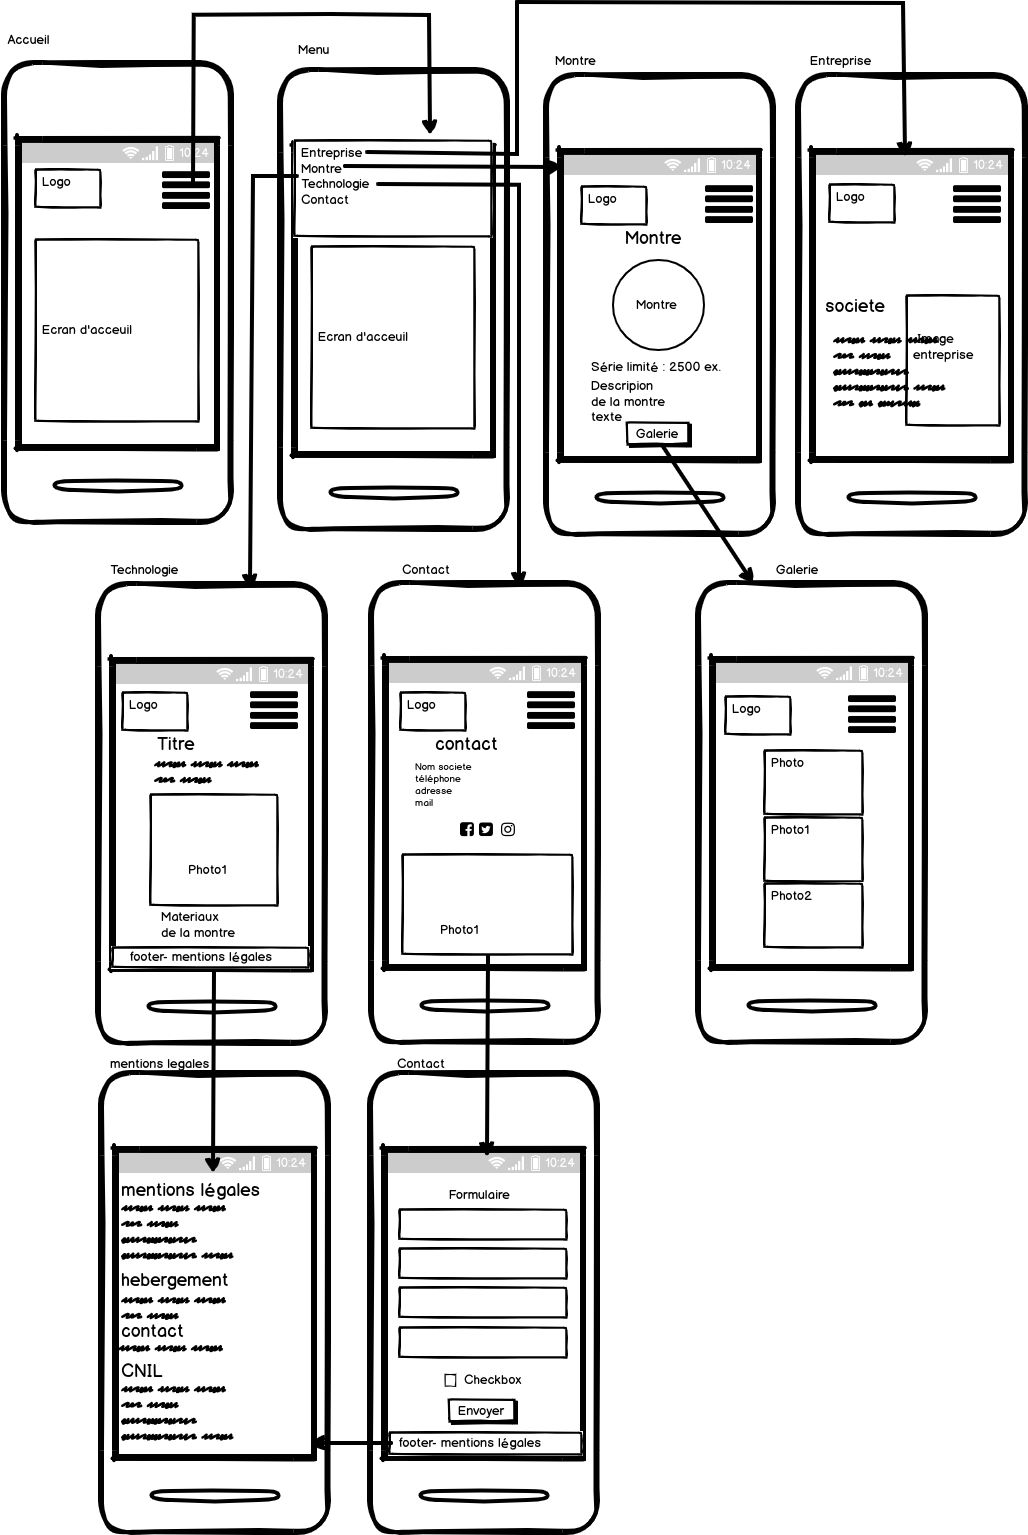 Accueil
10:24
Logo
Ecran d'acceuil
Menu
Entreprise
Montre
Technologie
Contact
Ecran d'acceuil
Montre
10:24
Logo
Montre
Montre
Série limité : 2500 ex.
Descripion
de la montre
texte
Galerie
Entreprise
10:24
Logo
societe
Image
entreprise
Technologie
10:24
Logo
Titre
Photo1
Materiaux
de la montre
footer- mentions légales
Contact
10:24
Logo
contact
Nom societe
téléphone
adresse
mail
Photo1
Galerie
10:24
Logo
Photo
Photo1
Photo2
mentions legales
10:24
mentions légales
hebergement
contact
CNIL
Contact
10:24
Formulaire
Checkbox
Envoyer
footer- mentions légales